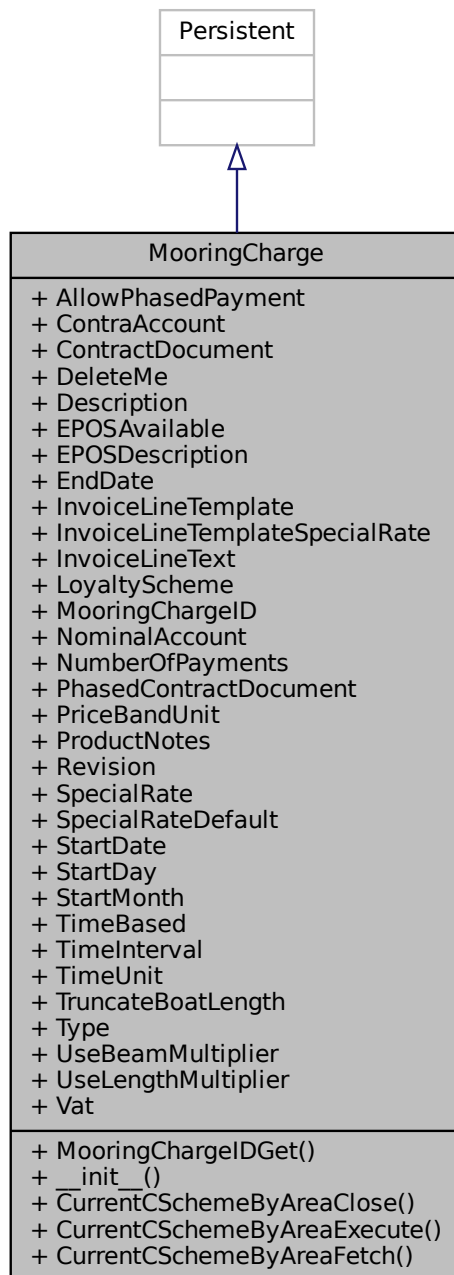 Persistent
MooringCharge
+ AllowPhasedPayment
+ ContraAccount
+ ContractDocument
+ DeleteMe
+ Description
+ EPOSAvailable
+ EPOSDescription
+ EndDate
+ InvoiceLineTemplate
+ InvoiceLineTemplateSpecialRate
+ InvoiceLineText
+ LoyaltyScheme
+ MooringChargeID
+ NominalAccount
+ NumberOfPayments
+ PhasedContractDocument
+ PriceBandUnit
+ ProductNotes
+ Revision
+ SpecialRate
+ SpecialRateDefault
+ StartDate
+ StartDay
+ StartMonth
+ TimeBased
+ TimeInterval
+ TimeUnit
+ TruncateBoatLength
+ Type
+ UseBeamMultiplier
+ UseLengthMultiplier
+ Vat
+ MooringChargeIDGet()
+ __init__()
+ CurrentCSchemeByAreaClose()
+ CurrentCSchemeByAreaExecute()
+ CurrentCSchemeByAreaFetch()